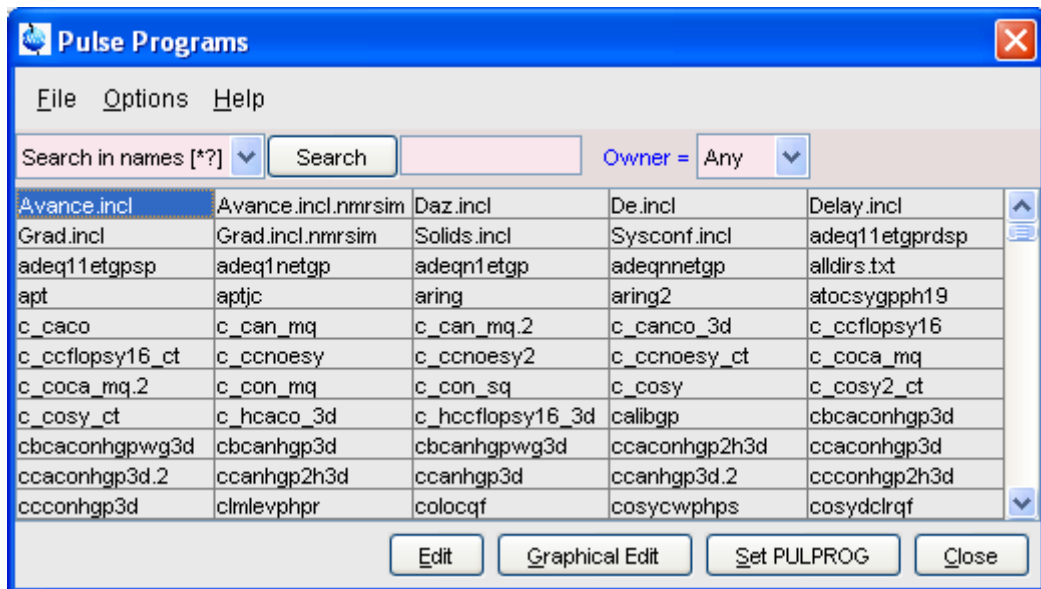 Pulse Programs
File Options Help
Search in names [*?] Search Owner = Any
Avance.incl Avance.incl.nmrsim Daz.incl De.incl Delay.incl
Grad.incl Grad.incl.nmrsim Solids.incl Sysconf.incl adeq11etgprdsp
adeq11etgpsp adeq1netgp adeqn1etgp adeqnnetgp alldirs.txt
apt aptjc aring aring2 atocsygpph19
c_caco c_can_mq c_can_mq.2 c_canco_3d c_ccflopsy16
c_ccflopsy16_ct c_ccnoesy c_ccnoesy2 c_ccnoesy_ct c_coca_mq
c_coca_mq.2 c_con_mq c_con_sq c_cosy c_cosy2_ct
c_cosy_ct c_hcaco_3d c_hccflopsy16_3d calibgp cbcaconhgp3d
cbcaconhgpwg3d cbcanhgp3d cbcanhgpwg3d ccaconhgp2h3d ccaconhgp3d
ccaconhgp3d.2 ccanhgp2h3d ccanhgp3d ccanhgp3d.2 ccconhgp2h3d
ccconhgp3d clmlevphpr colocqf cosycwphps cosydclrqf
Edit Graphical Edit Set PULPROG Close